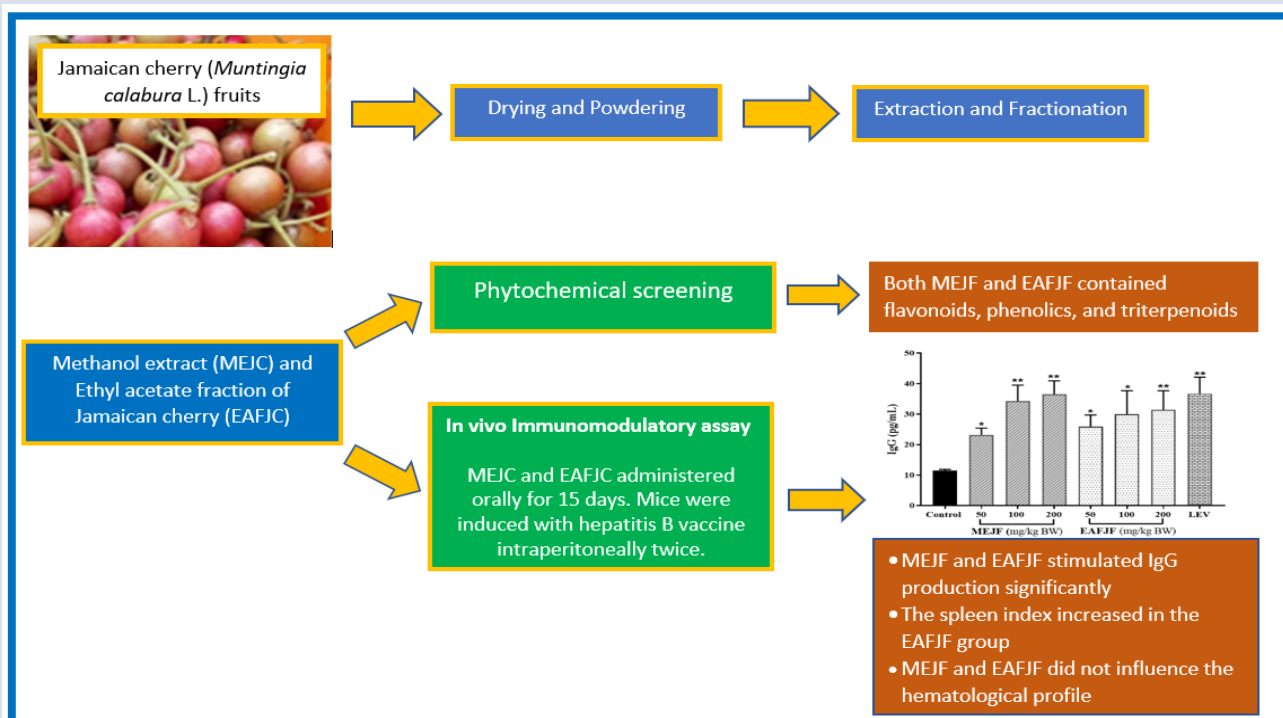 Jamaican cherry (Muntingia
calabura L.) fruits
Drying and Powdering
Extraction and Fractionation
Phytochemical screening
Both MEJF and EAFJF contained
flavonoids, phenolics, and triterpenoids
Methanol extract (MEJC) and
Ethyl acetate fraction of
Jamaican cherry (EAFJC)
In vivo Immunomodulatory assay
MEJC and EAFJC administered
orally for 15 days. Mice were
induced with hepatitis B vaccine
intraperitoneally twice.
IgG (pg/mL)
50
40
30
20
10
0
* ** ** * * ** **
Control 50 100 200 50 100 200 LEV
MEJF (mg/kg BW) EAFJF (mg/kg BW)
• MEJF and EAFJF stimulated IgG
production significantly
• The spleen index increased in the
EAFJF group
• MEJF and EAFJF did not influence the
hematological profile